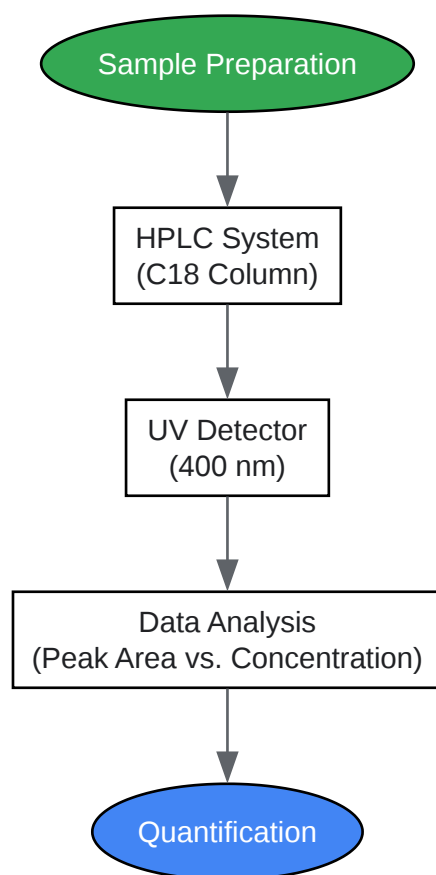 Sample Preparation
HPLC System
(C18 Column)
UV Detector
(400 nm)
Data Analysis
(Peak Area vs. Concentration)
Quantification